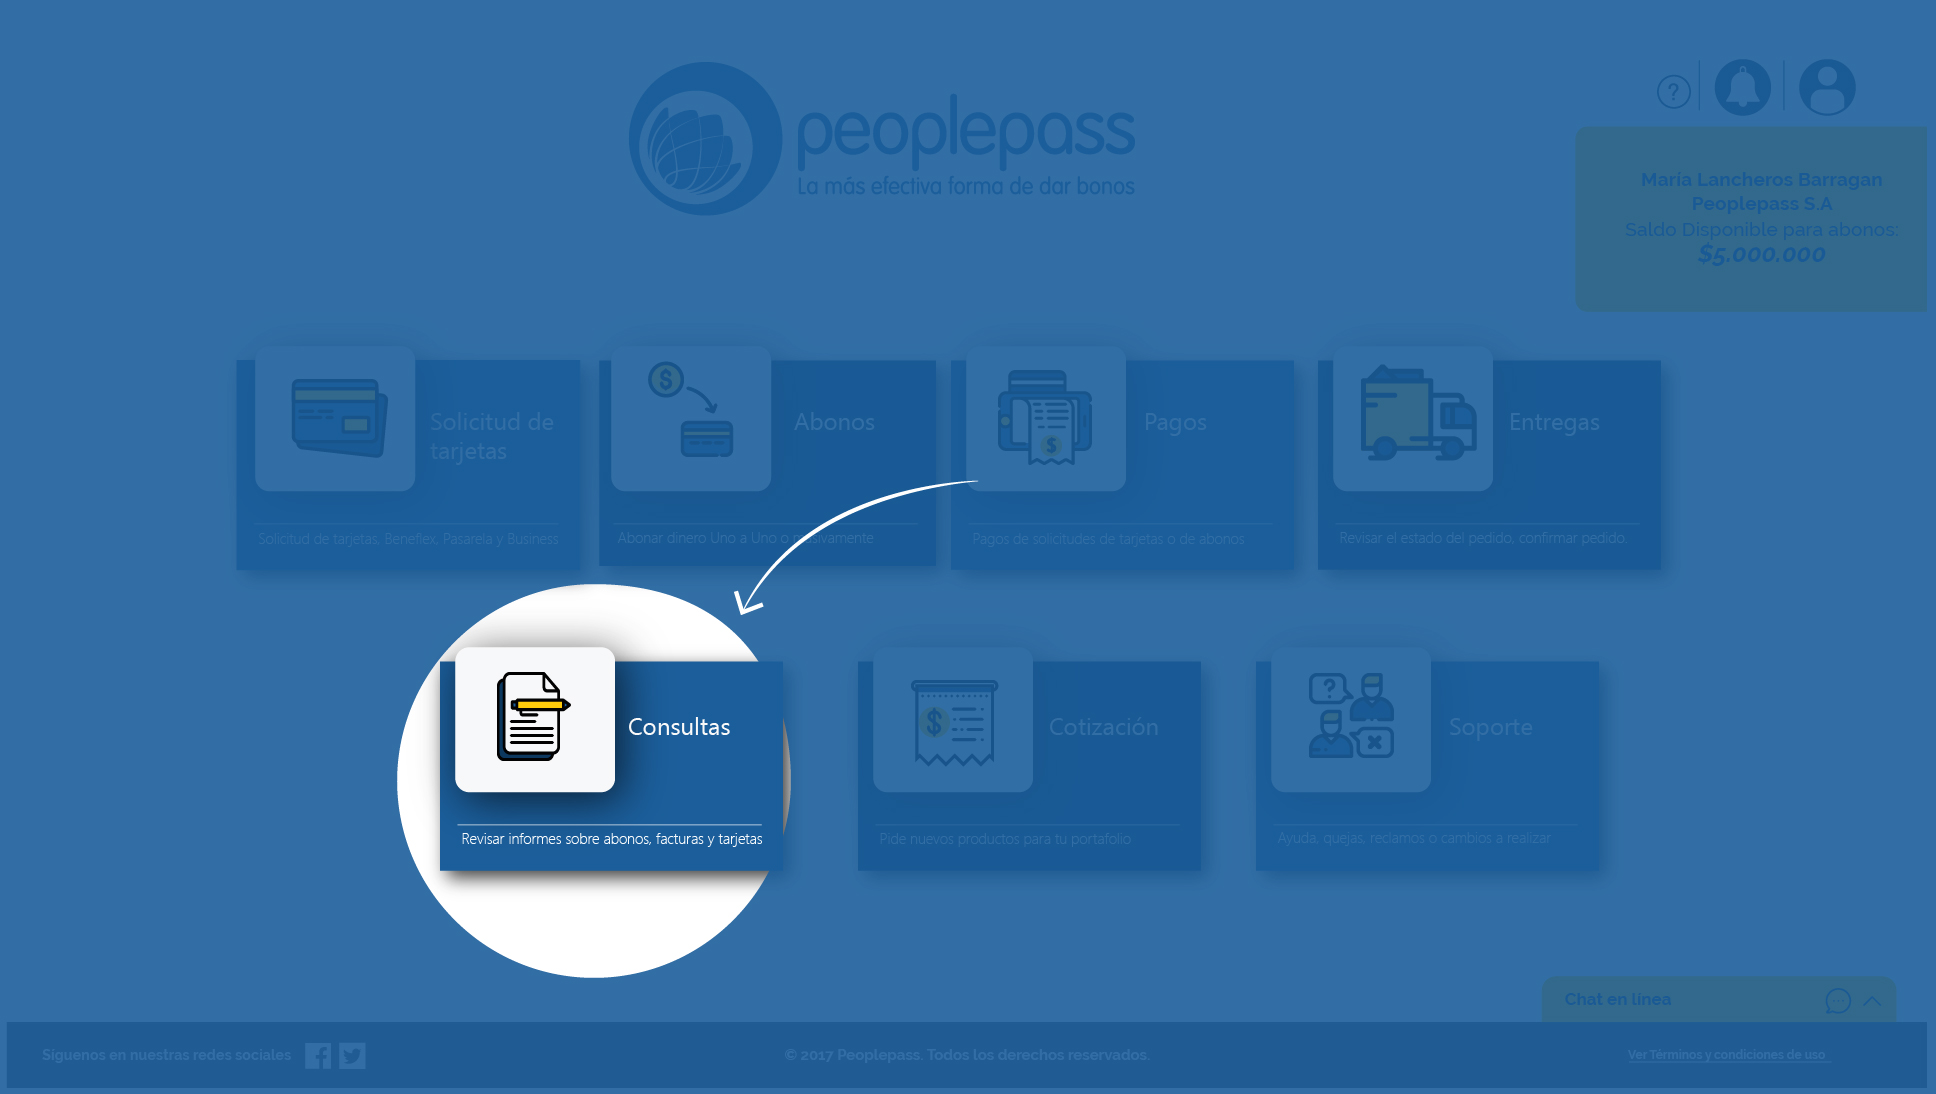 peoplepass
La más efectiva forma de dar bonos
?
María Lancheros Barragan
Peoplepass S.A
Saldo Disponible para abonos:
$5.000.000
Solicitud de
tarjetas
Solicitud de tarjetas. Beneflex, Pasarela y Business
Abonos
Abonar dinero Uno a Uno o masivamente
Pagos
Pagos de solicitudes de tarjetas o de abonos
Entregas
Revisar el estado del pedido, confirmar pedido.
Consultas
Revisar informes sobre abonos, facturas y tarjetas
Cotización
Pide nuevos productos para tu portafolio
Soporte
Ayuda, quejas, reclamos o cambios a realizar
Chat en línea
Síguenos en nuestras redes sociales
© 2017 Peoplepass. Todos los derechos reservados.
Ver Términos y condiciones de uso